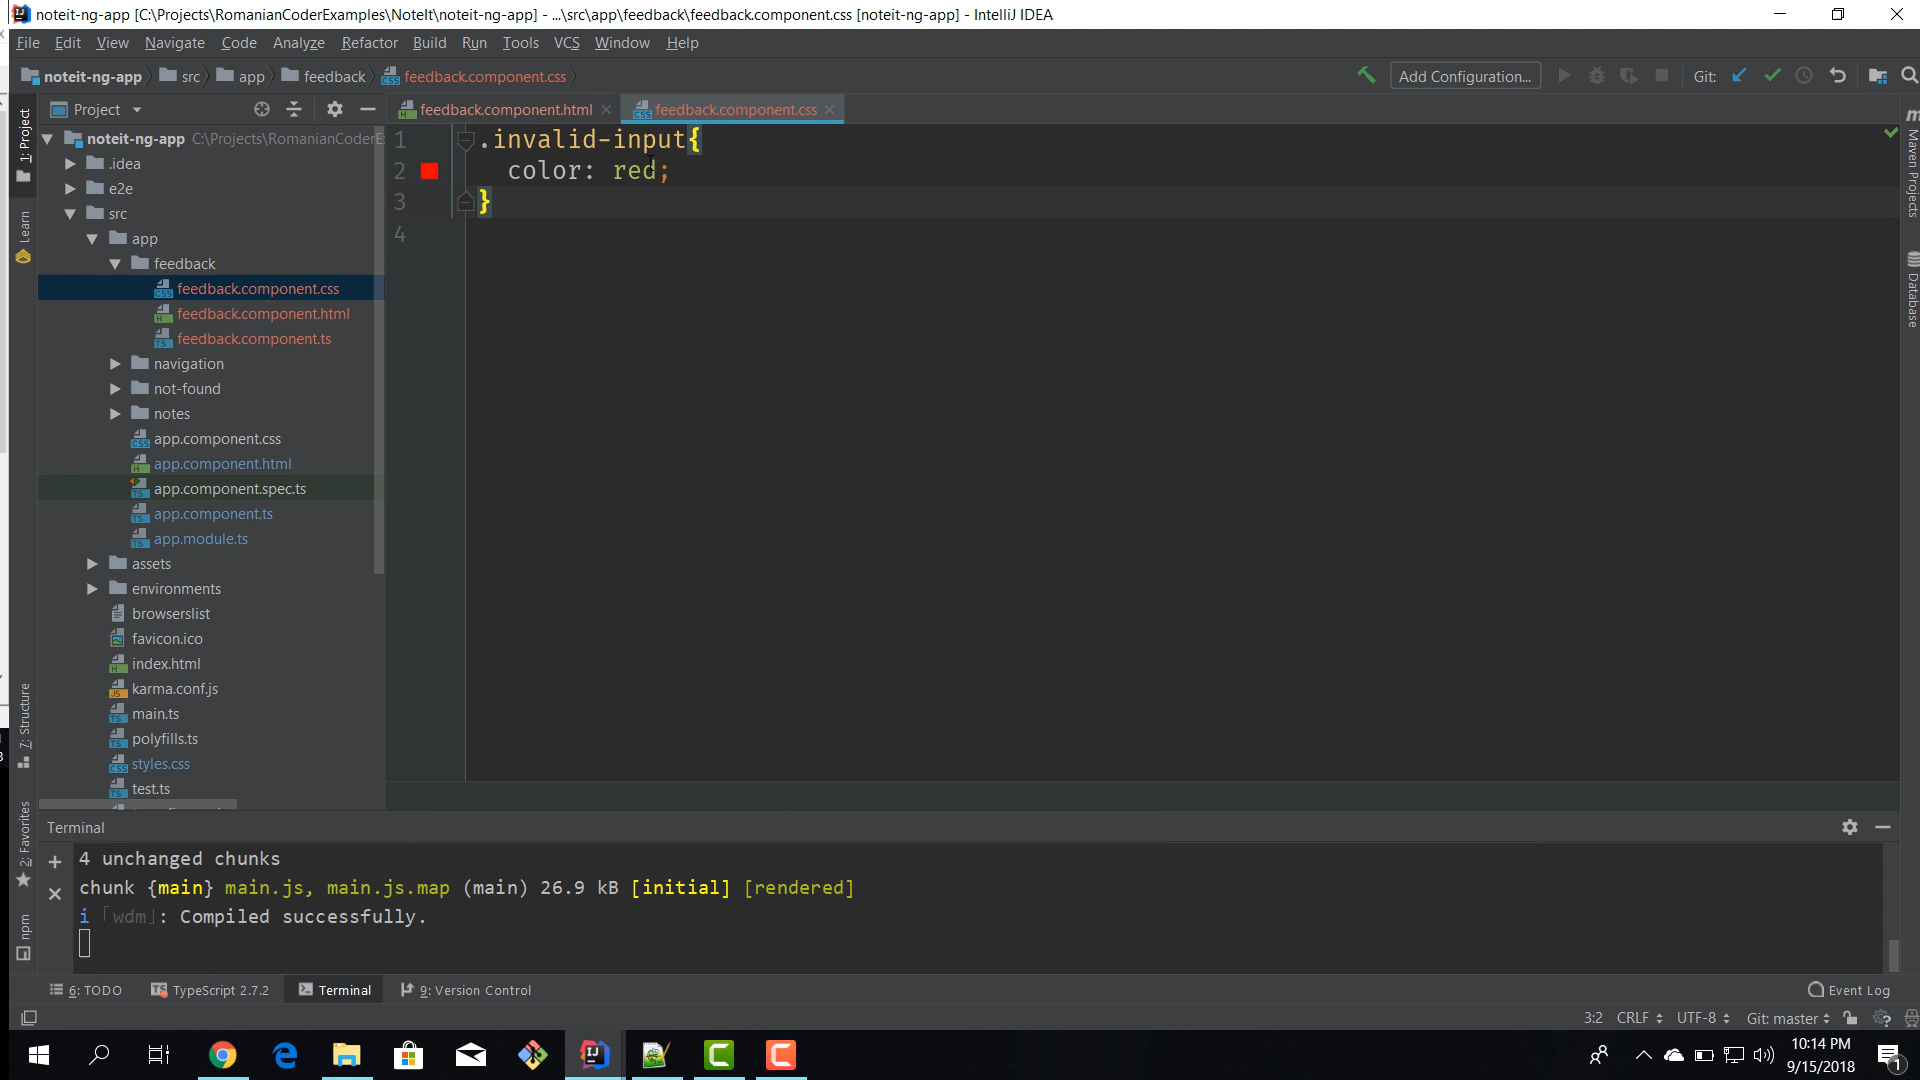 noteit-ng-app [C:\Projects\RomanianCoderExamples\NoteIt\noteit-ng-app] - ...\src\app\feedback\feedback.component.css [noteit-ng-app] - IntelliJ IDEA
File Edit View Navigate Code Analyze Refactor Build Run Tools VCS Window Help
noteit-ng-app src app feedback feedback.component.css Add Configuration... Git:
Project feedback.component.html feedback.component.css
1: Project
Learn
7: Structure
2: Favorites
npm
noteit-ng-app C:\Projects\RomanianCoderE
.idea
e2e
src
app
feedback
feedback.component.css
feedback.component.html
feedback.component.ts
navigation
not-found
notes
app.component.css
app.component.html
app.component.spec.ts
app.component.ts
app.module.ts
assets
environments
browserslist
favicon.ico
index.html
karma.conf.js
main.ts
polyfills.ts
styles.css
test.ts
1 .invalid-input{
2 color: red;
3 }
4
Maven Projects
Database
Terminal
4 unchanged chunks
chunk {main} main.js, main.js.map (main) 26.9 kB [initial] [rendered]
i ｢wdm｣: Compiled successfully.
6: TODO TypeScript 2.7.2 Terminal 9: Version Control Event Log
3:2 CRLF UTF-8 Git: master
10:14 PM
9/15/2018
1